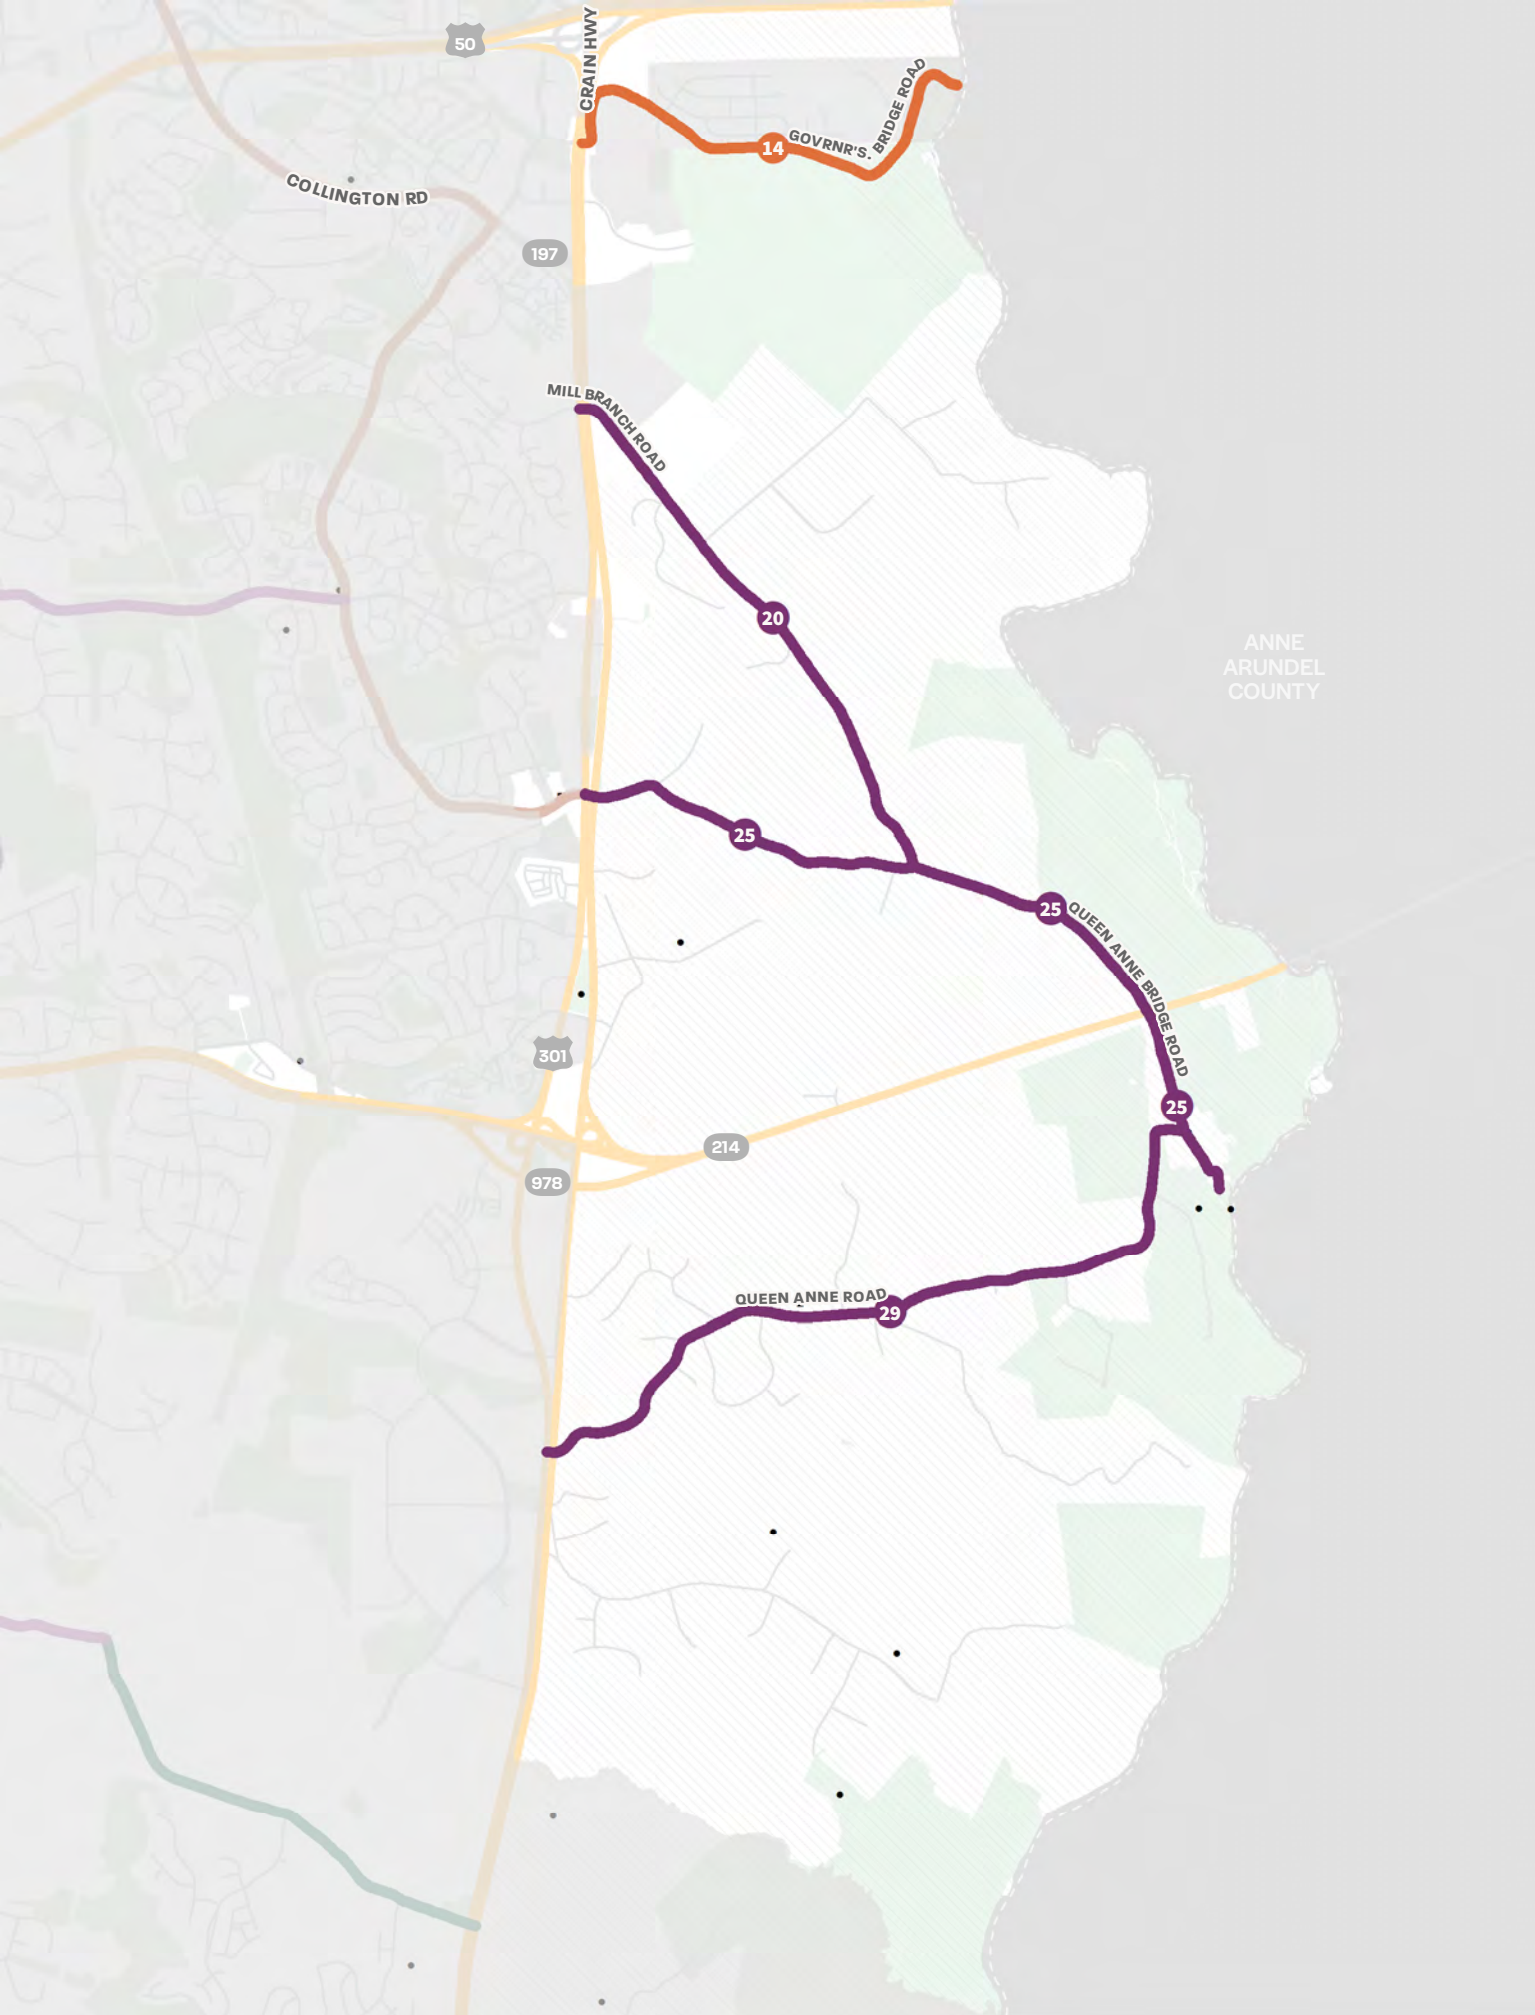 50
CRAIN HWY
14
GOVRNR'S. BRIDGE ROAD
COLLINGTON RD
197
MILL BRANCH ROAD
20
ANNE
ARUNDEL
COUNTY
25
25
QUEEN ANNE BRIDGE ROAD
301
25
214
978
QUEEN ANNE ROAD
29